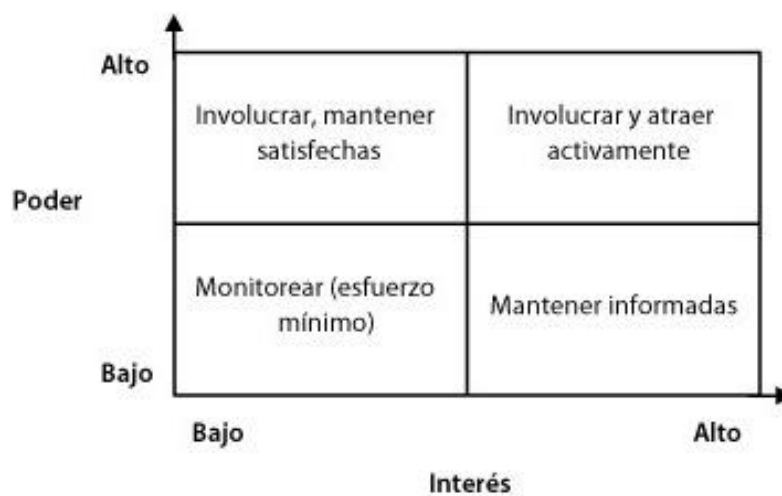 Alto
Involucrar, mantener
satisfechas
Involucrar y atraer
activamente
Poder
Monitorear (esfuerzo
mínimo)
Mantener informadas
Bajo
Bajo
Alto
Interés